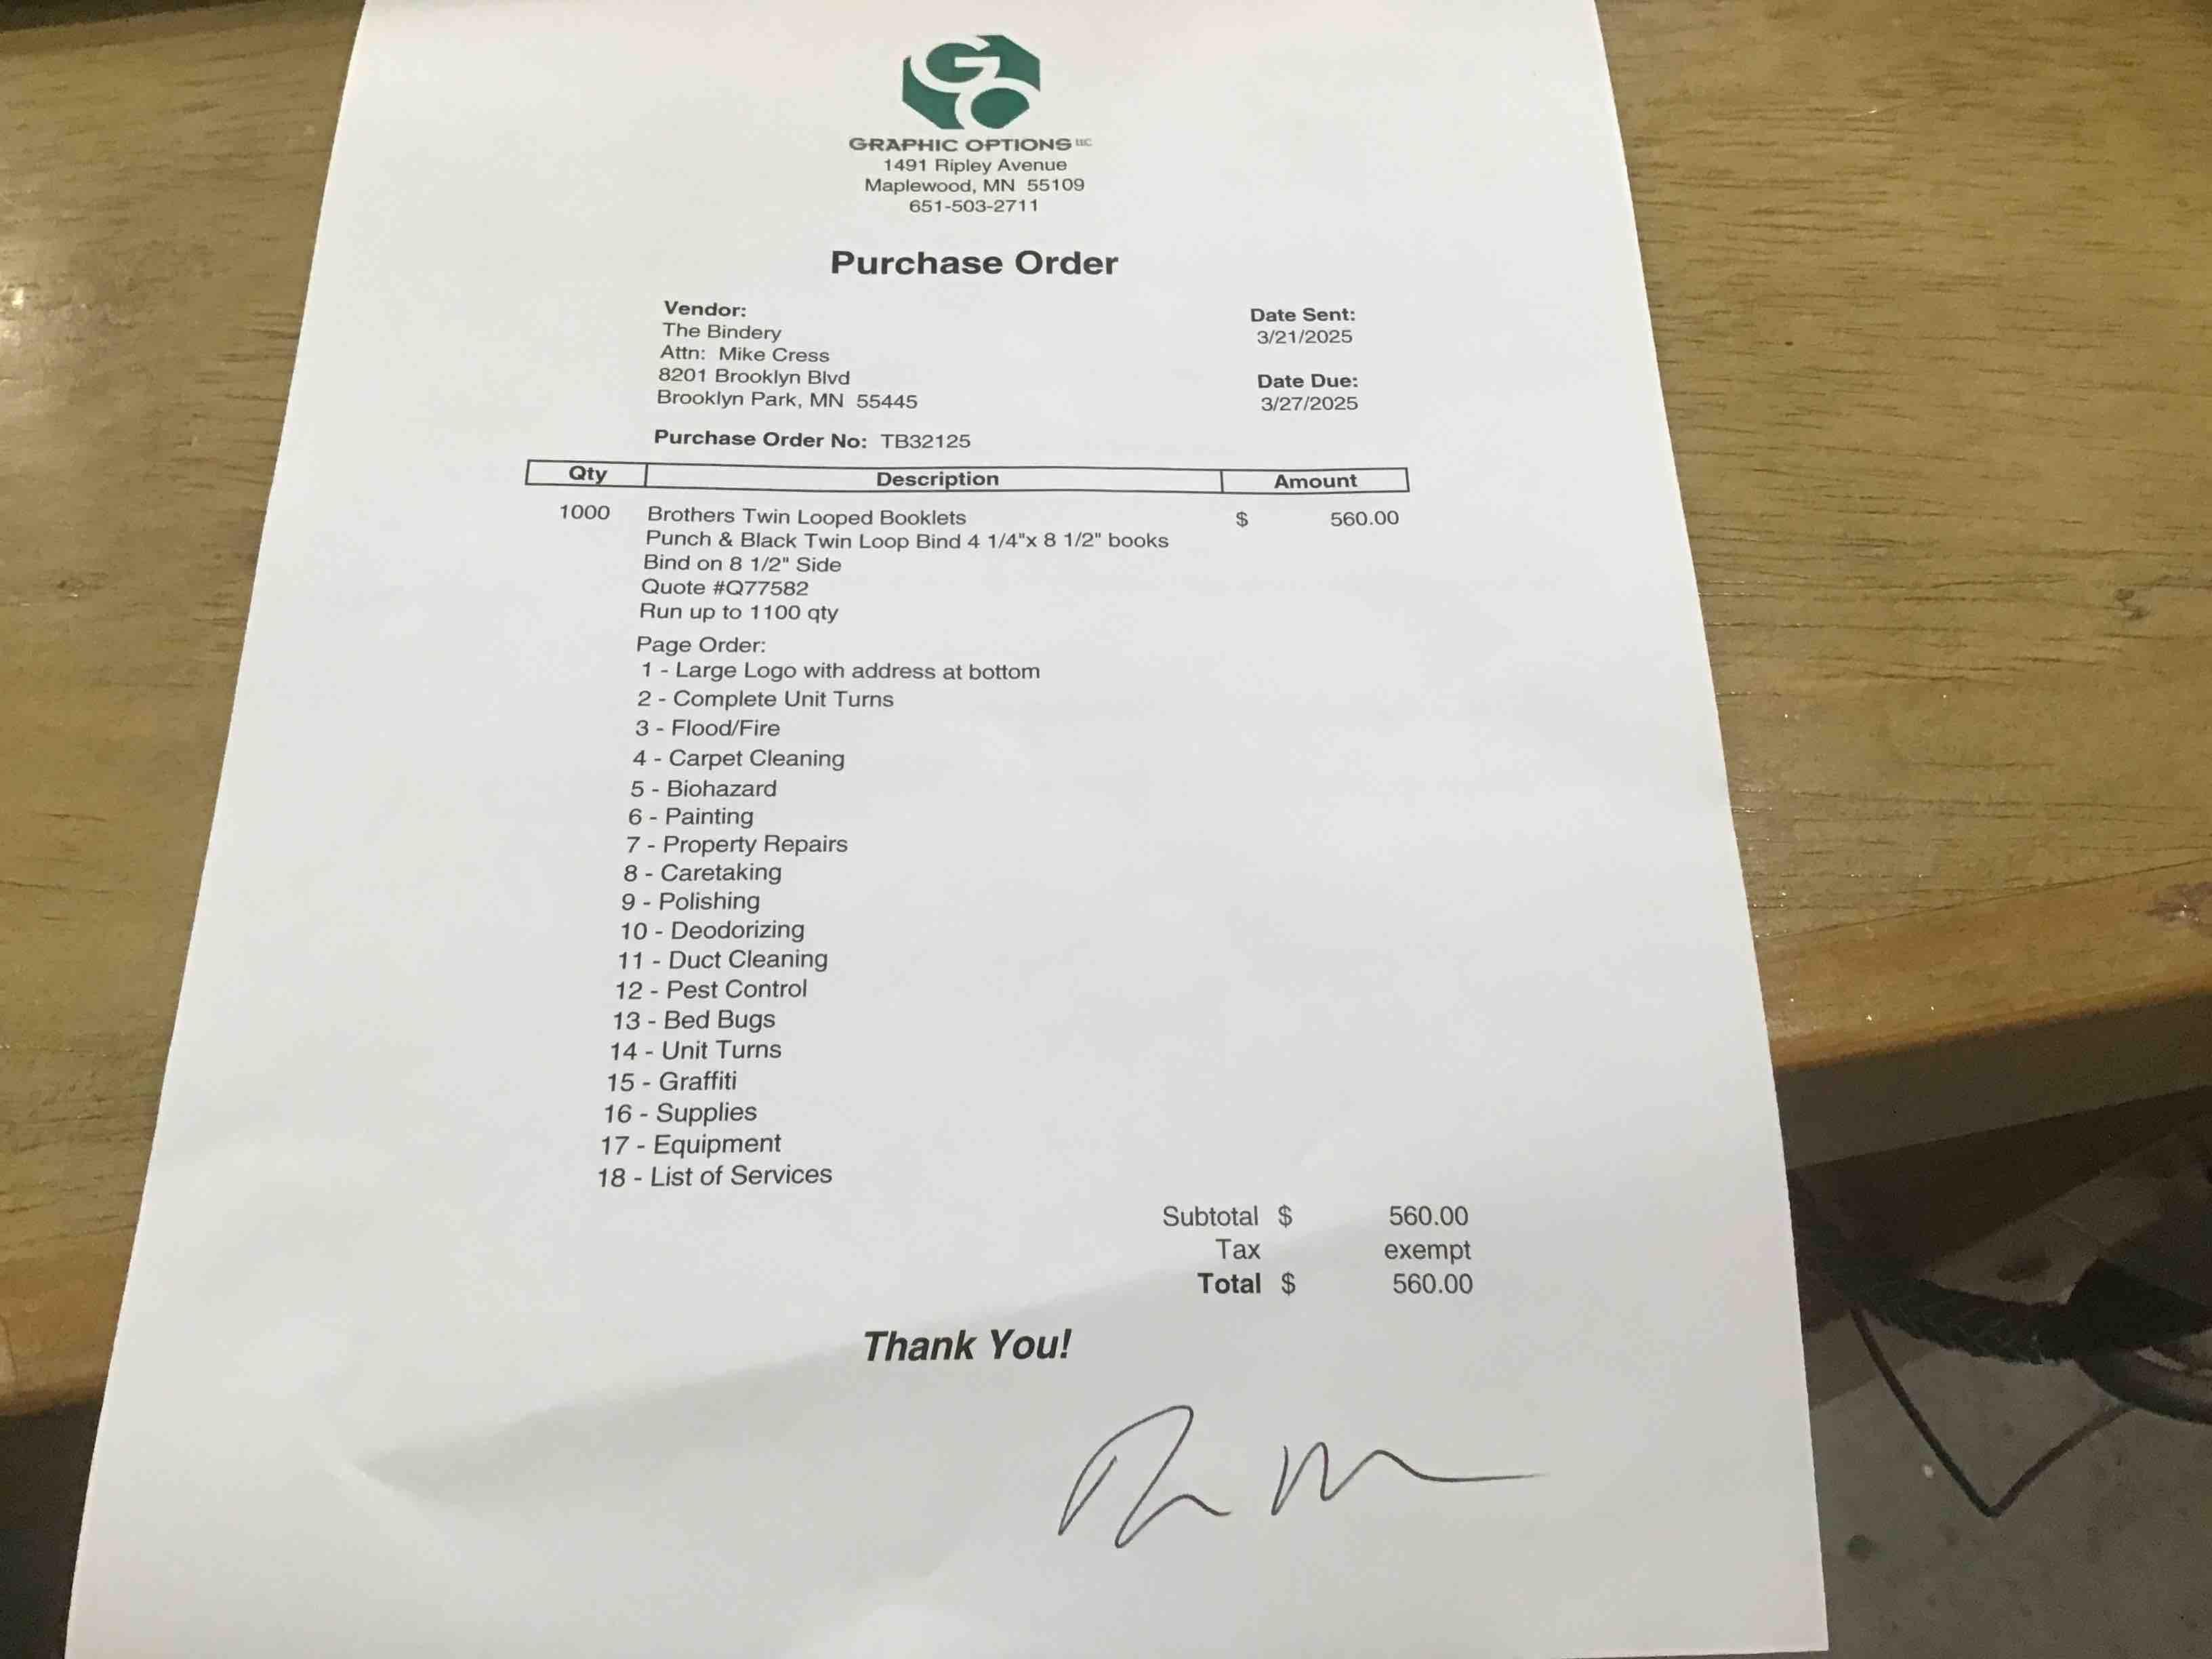 GO
GRAPHIC OPTIONS LLC
1491 Ripley Avenue
Maplewood, MN 55109
651-503-2711
Purchase Order
Vendor:
The Bindery
Attn: Mike Cress
8201 Brooklyn Blvd
Brooklyn Park, MN 55445
Date Sent:
3/21/2025
Date Due:
3/27/2025
Purchase Order No: TB32125
Qty Description Amount
1000 Brothers Twin Looped Booklets $ 560.00
Punch & Black Twin Loop Bind 4 1/4"x 8 1/2" books
Bind on 8 1/2" Side
Quote #Q77582
Run up to 1100 qty
Page Order:
1 - Large Logo with address at bottom
2 - Complete Unit Turns
3 - Flood/Fire
4 - Carpet Cleaning
5 - Biohazard
6 - Painting
7 - Property Repairs
8 - Caretaking
9 - Polishing
10 - Deodorizing
11 - Duct Cleaning
12 - Pest Control
13 - Bed Bugs
14 - Unit Turns
15 - Graffiti
16 - Supplies
17 - Equipment
18 - List of Services
Subtotal $ 560.00
Tax exempt
Total $ 560.00
Thank You!